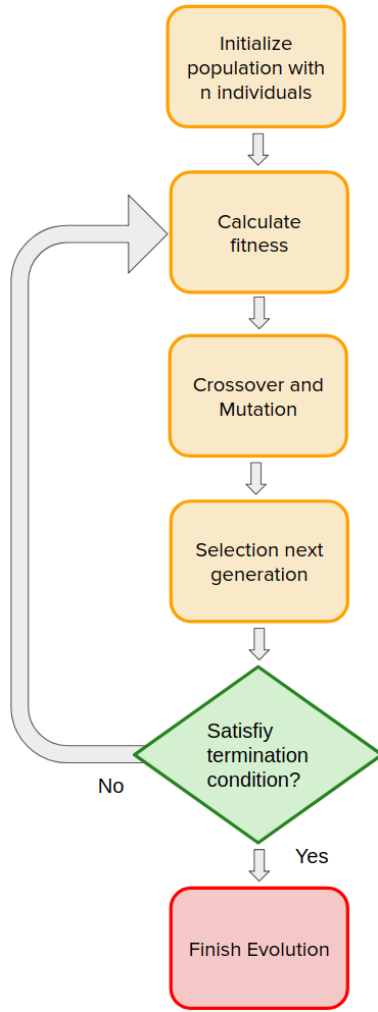 Initialize
population with
n individuals
Calculate
fitness
Crossover and
Mutation
Selection next
generation
Satisfiy
termination
condition?
No
Yes
Finish Evolution